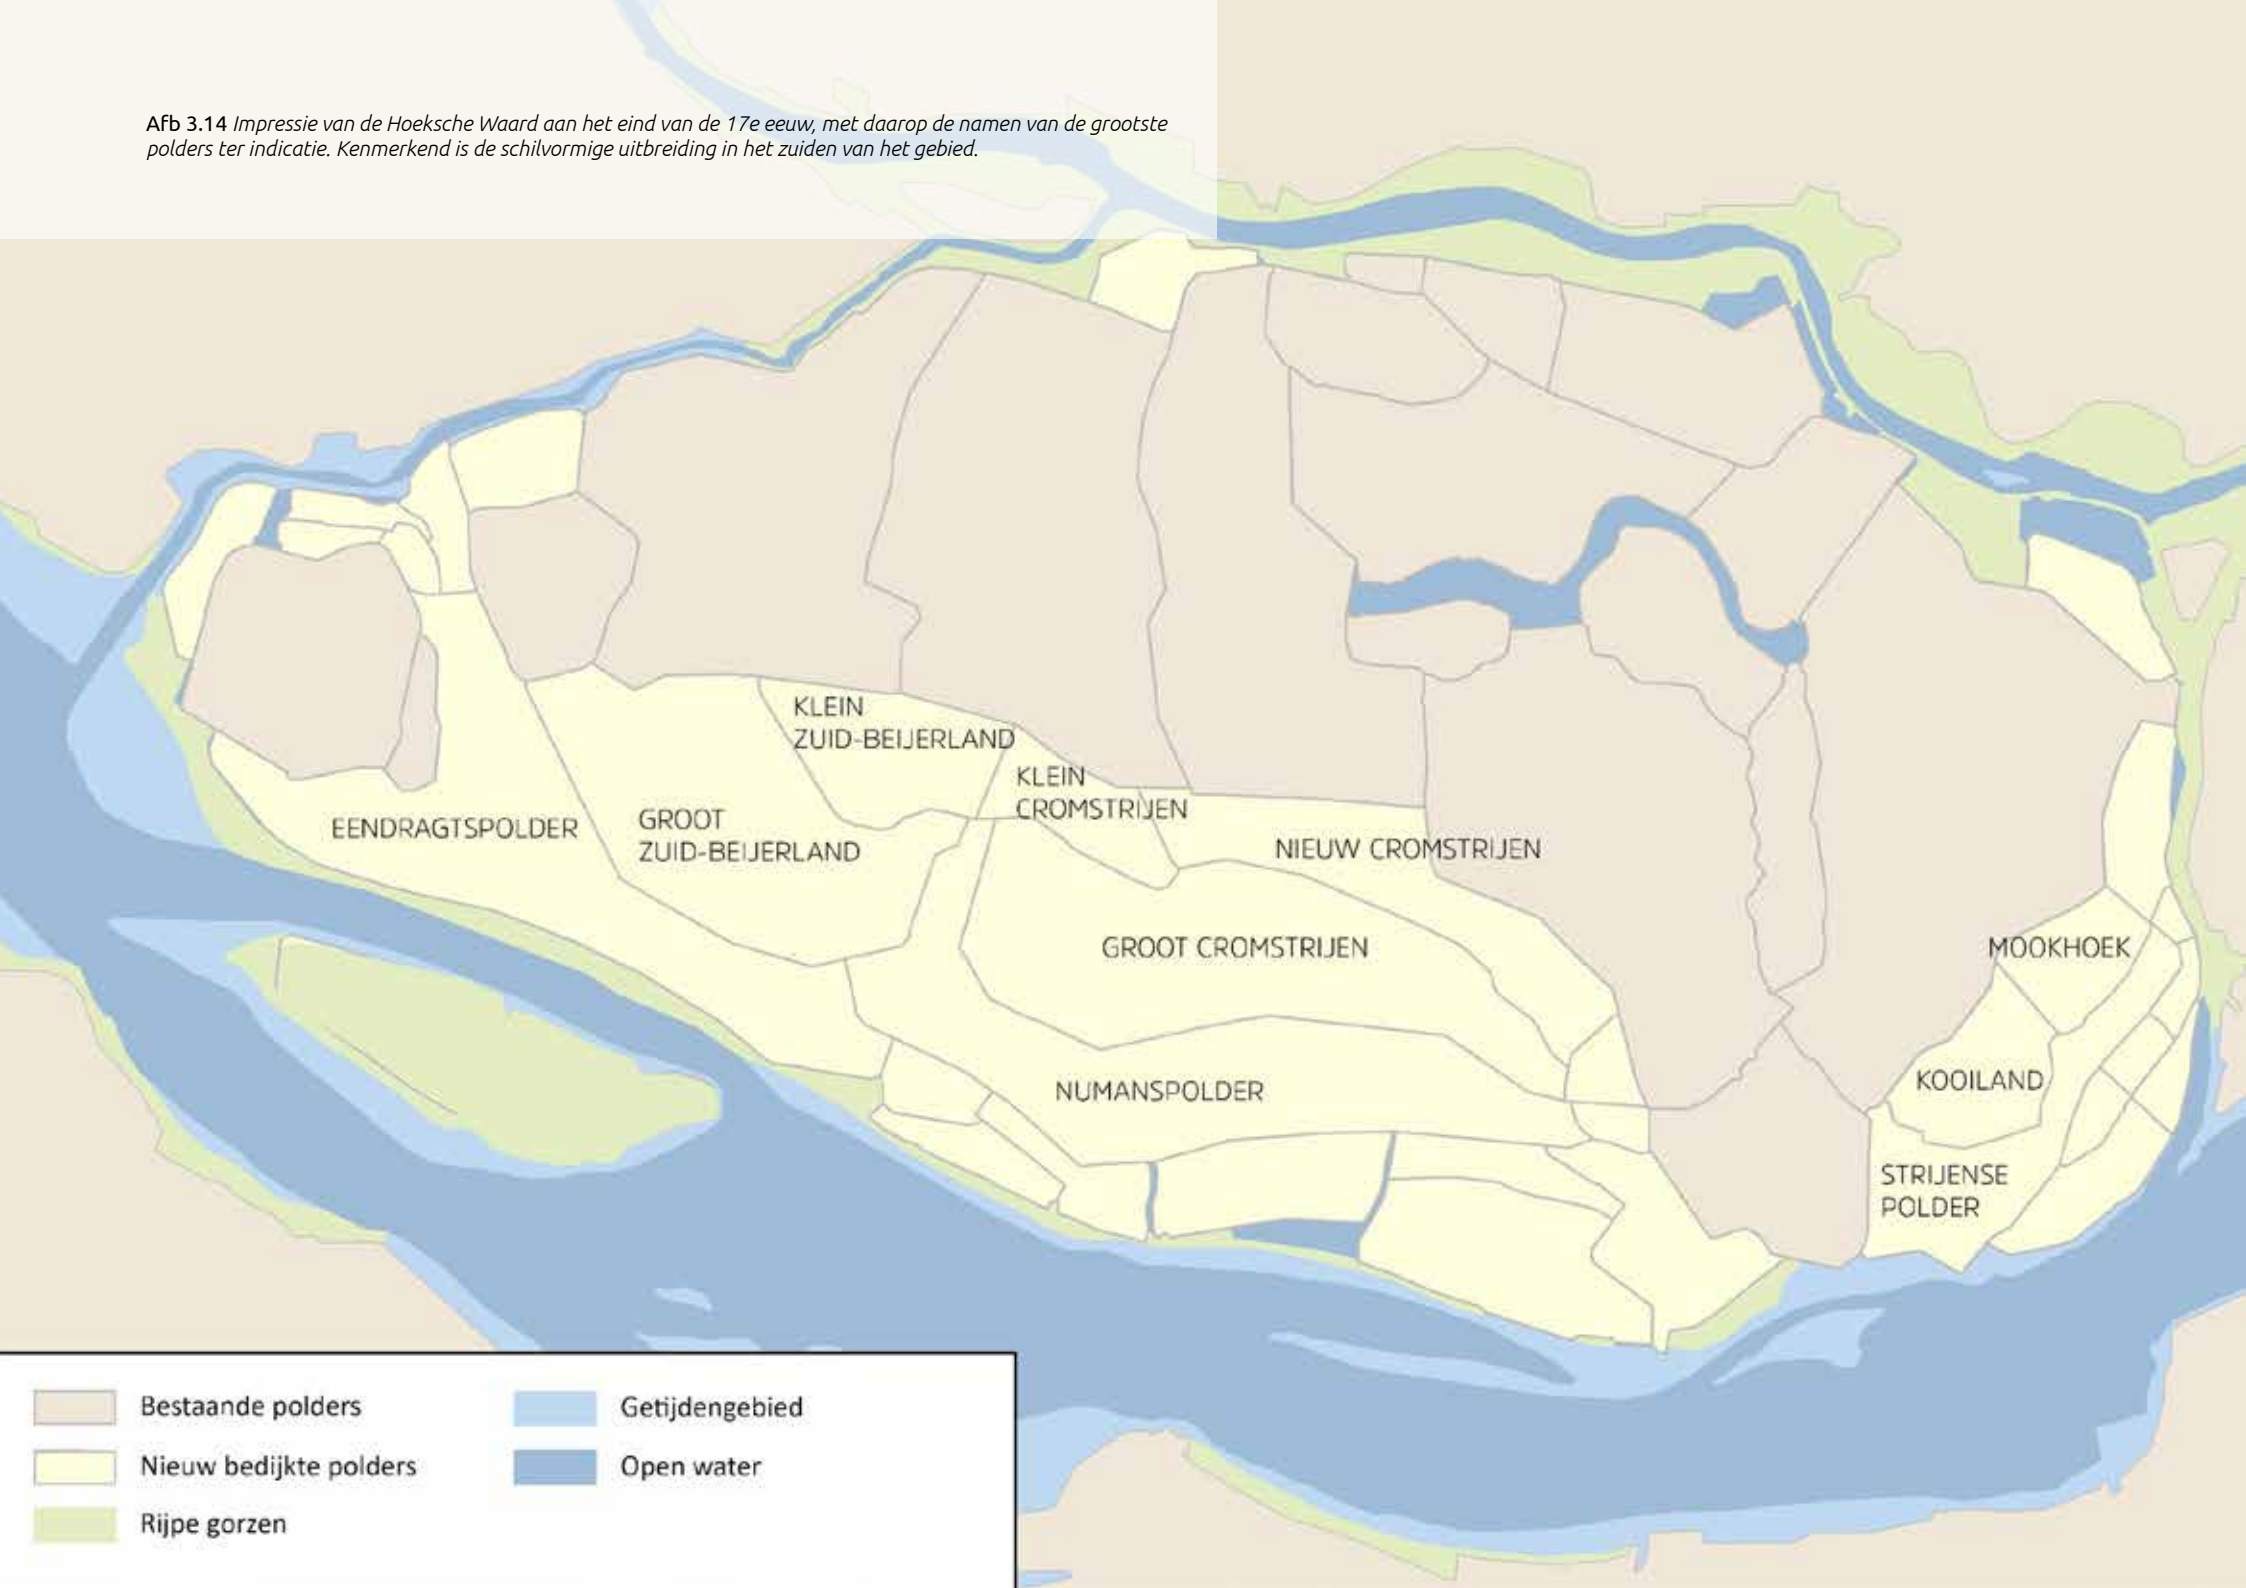 Afb 3.14 Impressie van de Hoeksche Waard aan het eind van de 17e eeuw, met daarop de namen van de grootste
polders ter indicatie. Kenmerkend is de schilvormige uitbreiding in het zuiden van het gebied.
KLEIN
ZUID-BEIJERLAND
KLEIN
CROMSTRIJEN
EENDRAGTSPOLDER
GROOT
ZUID-BEIJERLAND
NIEUW CROMSTRIJEN
GROOT CROMSTRIJEN
MOOKHOEK
NUMANSPOLDER
KOOILAND
STRIJENSE
POLDER
Bestaande polders
Nieuw bedijkte polders
Rijpe gorzen
Getijdengebied
Open water